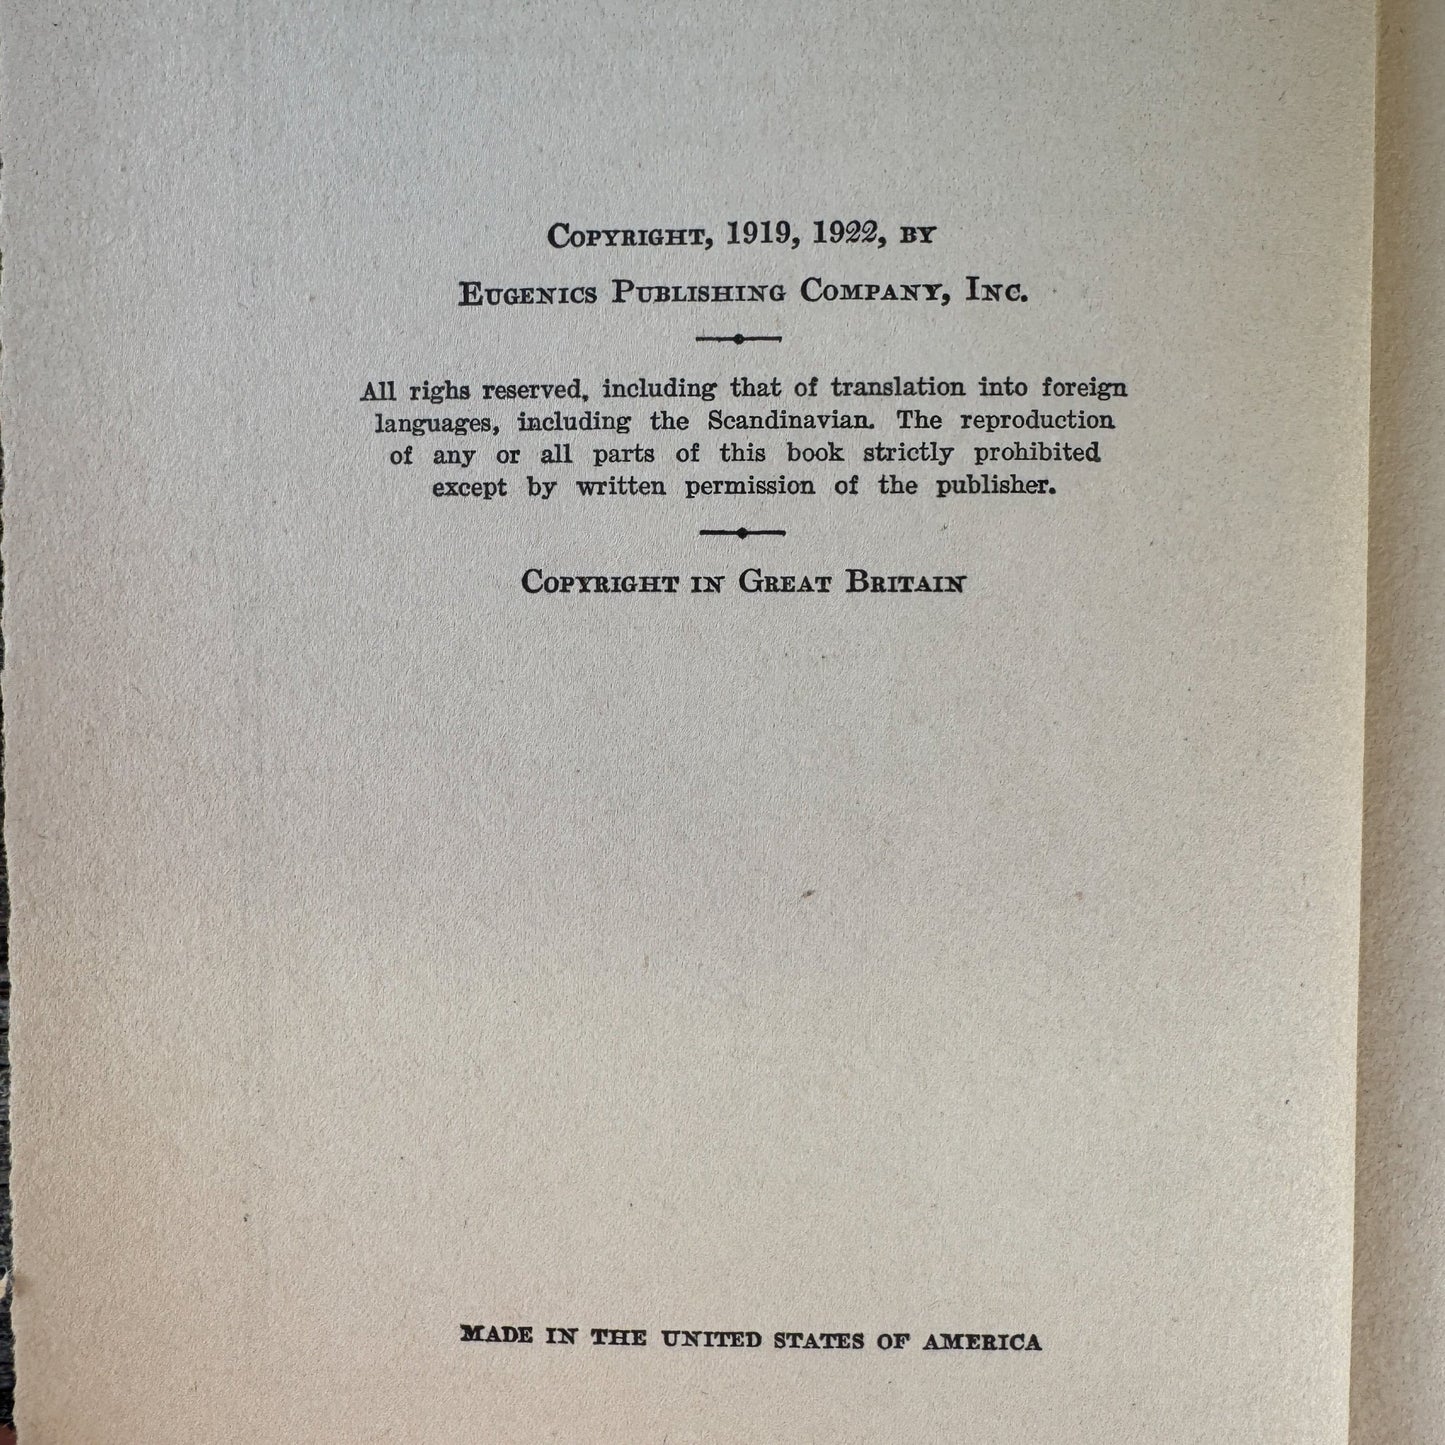 Copyright, 1919, 1922, by
Eugenics Publishing Company, Inc.
All righs reserved, including that of translation into foreign
languages, including the Scandinavian. The reproduction
of any or all parts of this book strictly prohibited
except by written permission of the publisher.
Copyright in Great Britain
MADE IN THE UNITED STATES OF AMERICA